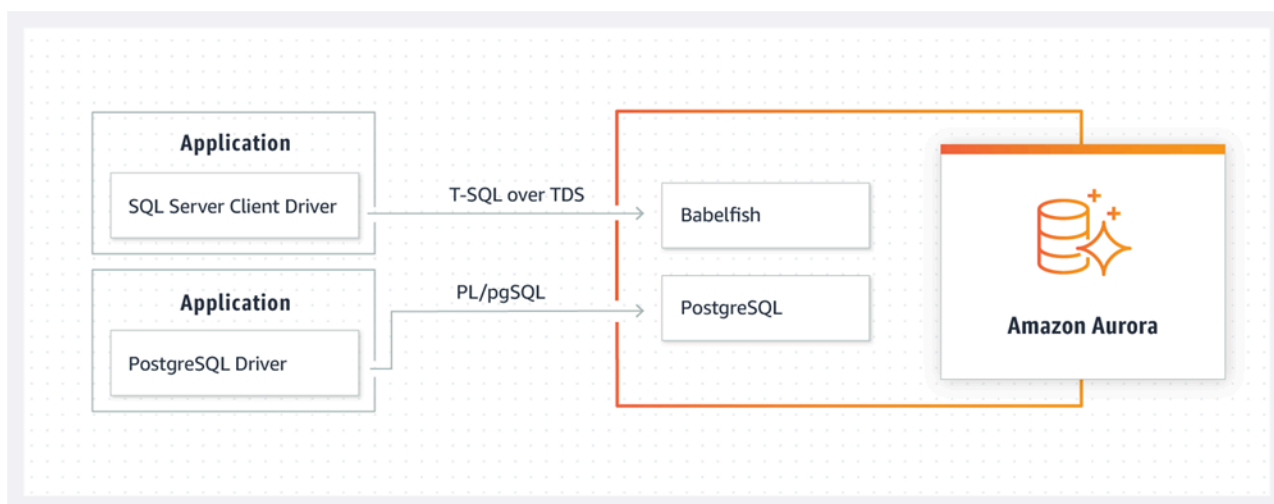 Application
SQL Server Client Driver
T-SQL over TDS
Babelfish
Application
PostgreSQL Driver
PL/pgSQL
PostgreSQL
Amazon Aurora